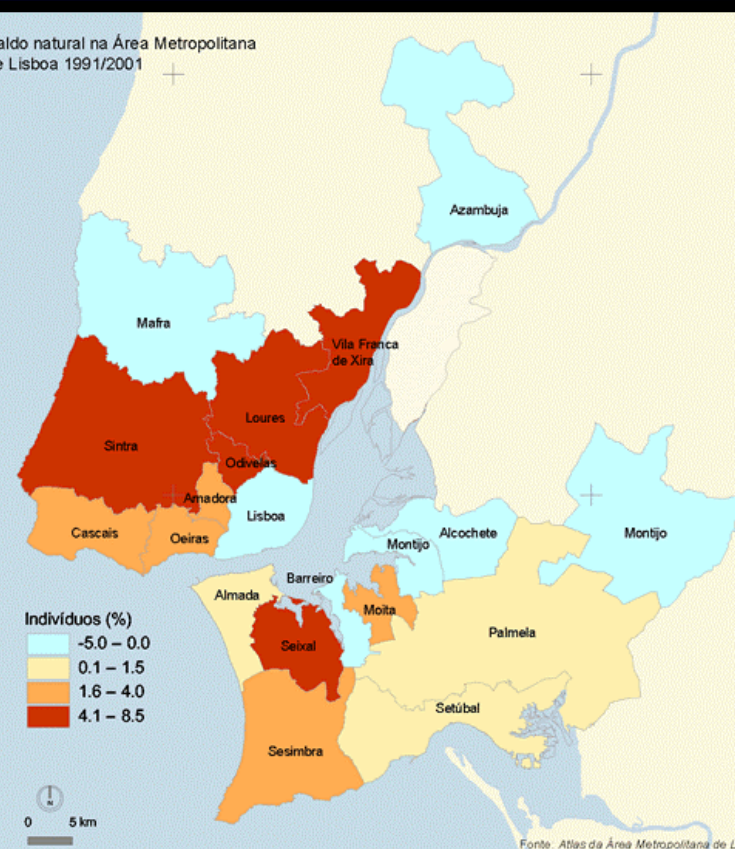 aldo natural na Área Metropolitana
e Lisboa 1991/2001
Azambuja
Mafra
Vila Franca
de Xira
Loures
Sintra
Odivelas
Amadora
Lisboa
Cascais
Oeiras
Alcochete
Montijo
Montijo
Barreiro
Almada
Moita
Palmela
Seixal
Setúbal
Sesimbra
Indivíduos (%)
-5.0 – 0.0
0.1 – 1.5
1.6 – 4.0
4.1 – 8.5
N
0 5 km
Fonte: Atlas da Área Metropolitana de L